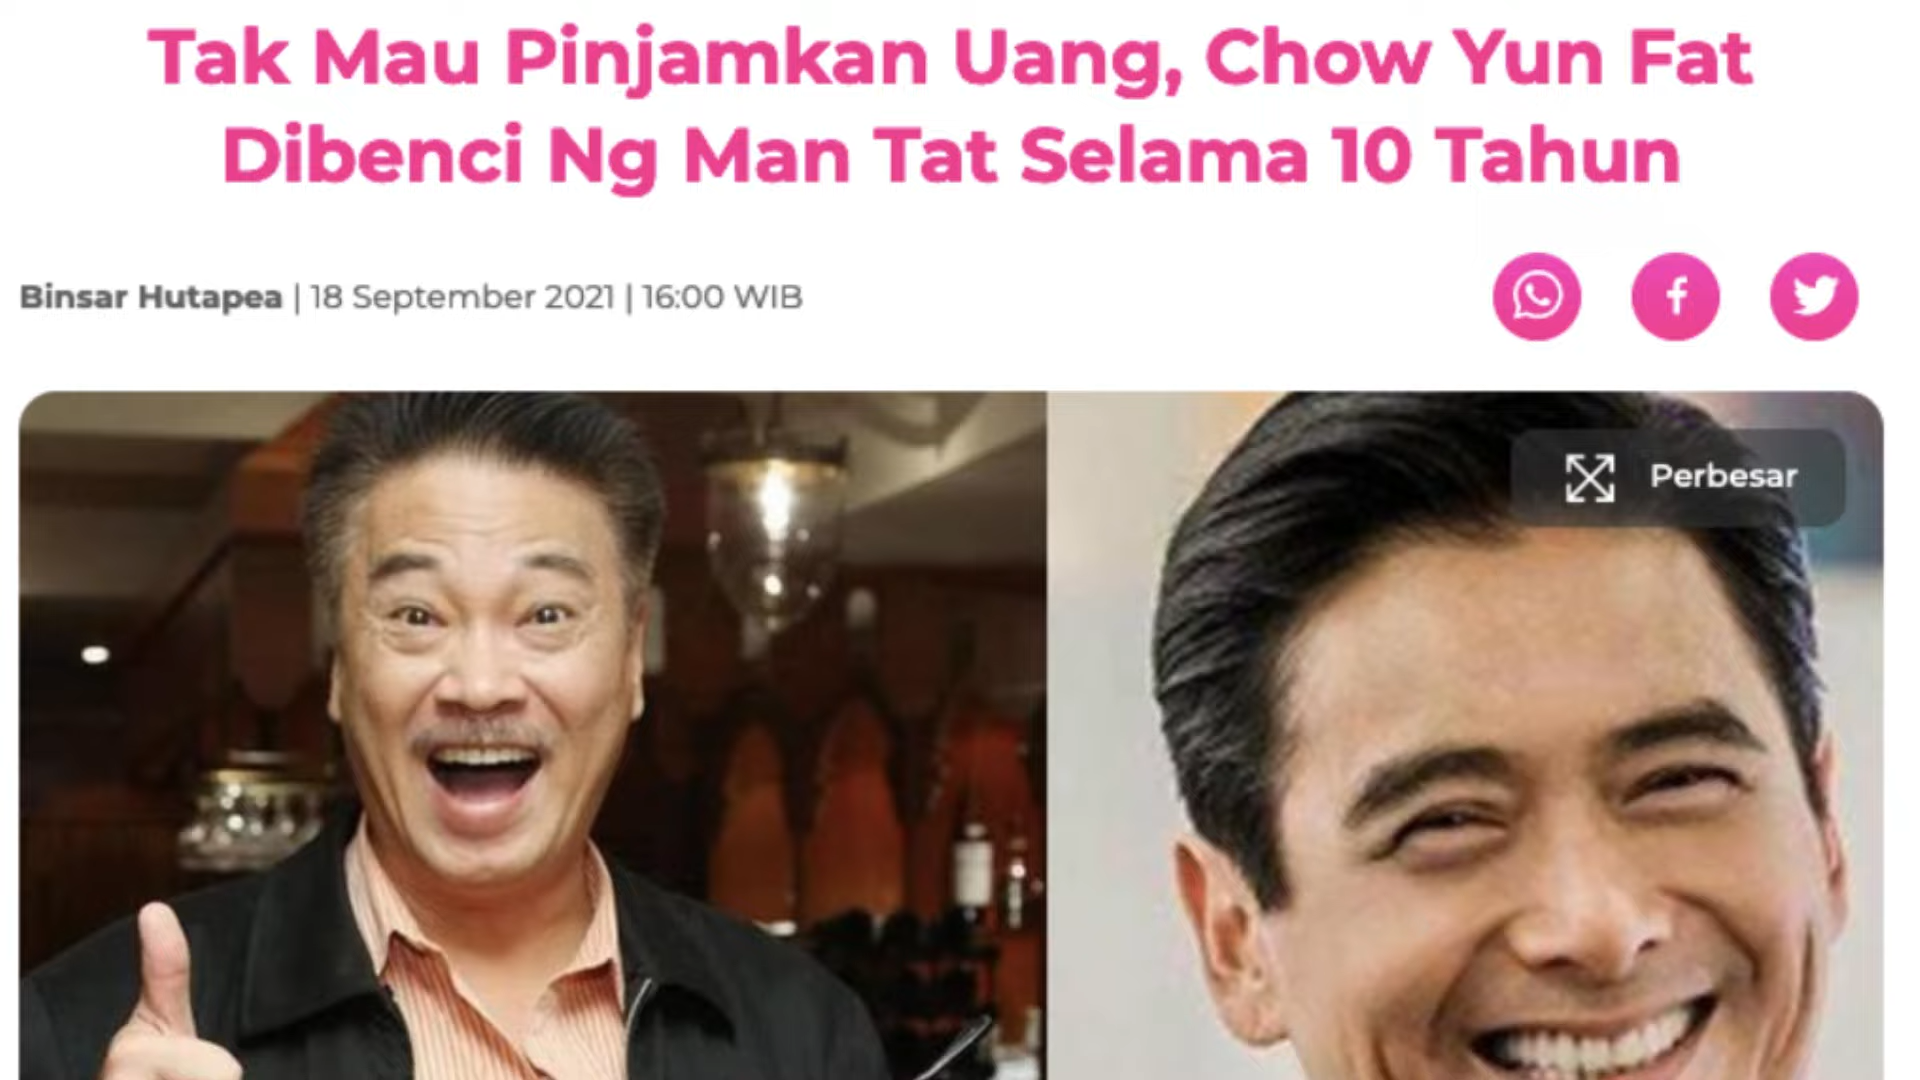 Tak Mau Pinjamkan Uang, Chow Yun Fat
Dibenci Ng Man Tat Selama 10 Tahun
Binsar Hutapea | 18 September 2021 | 16:00 WIB
Perbesar